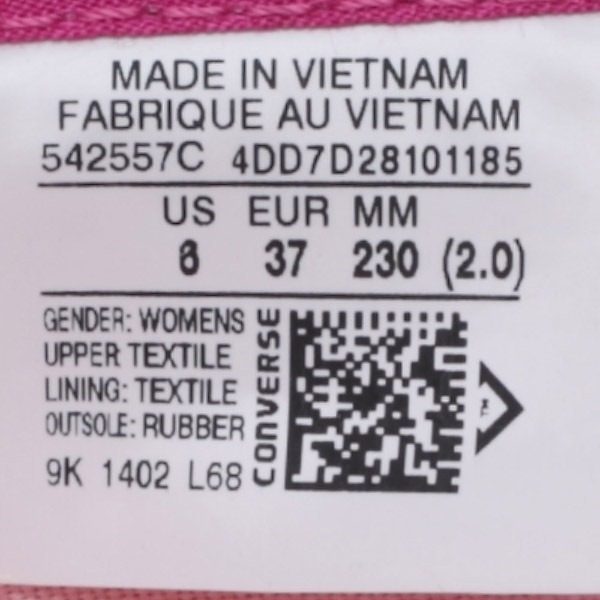 MADE IN VIETNAM
FABRIQUE AU VIETNAM
542557C 4DD7D28101185
US EUR MM
6 37 230 (2.0)
GENDER: WOMENS
UPPER TEXTILE
LINING: TEXTILE
OUTSOLE: RUBBER
9K 1402 L68
CONVERSE